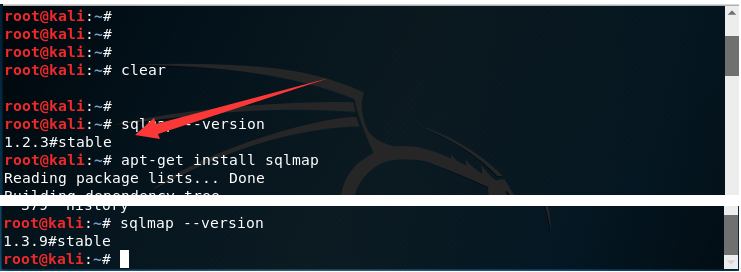 root@kali:~#
root@kali:~#
root@kali:~#
root@kali:~# clear
root@kali:~#
root@kali:~# sqlmap --version
1.2.3#stable
root@kali:~# apt-get install sqlmap
Reading package lists... Done
Building dependency tree
579 history
root@kali:~# sqlmap --version
1.3.9#stable
root@kali:~#